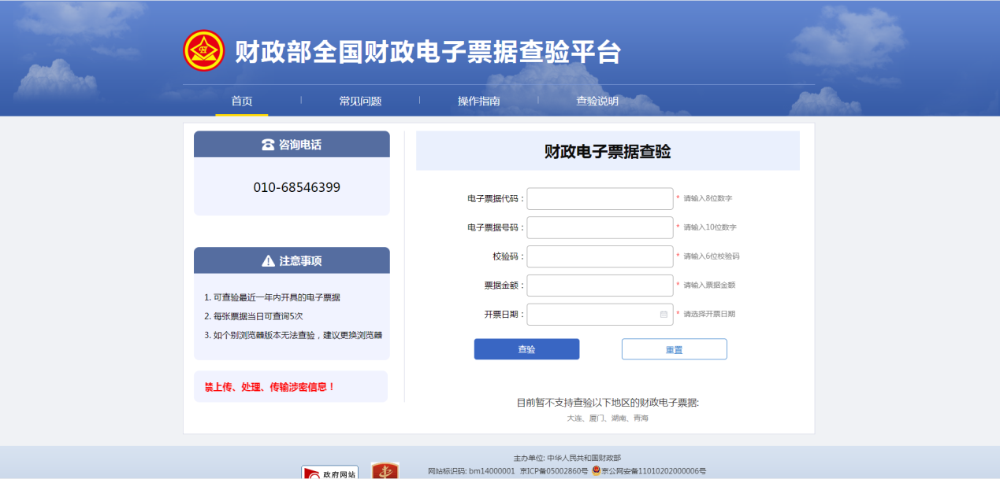 财政部全国财政电子票据查验平台
首页
常见问题
操作指南
查验说明
咨询电话
010-68546399
注意事项
1. 可查验最近一年内开具的电子票据
2. 每张票据当日可查询5次
3. 如个别浏览器版本无法查验，建议更换浏览器
禁上传、处理、传输涉密信息！
财政电子票据查验
电子票据代码： * 请输入8位数字
电子票据号码： * 请输入10位数字
校验码： * 请输入6位校验码
票据金额： * 请输入票据金额
开票日期： * 请选择开票日期
查验
重置
目前暂不支持查验以下地区的财政电子票据:
大连、厦门、湖南、青海
政府网站
主办单位: 中华人民共和国财政部
网站标识码: bm14000001 京ICP备05002860号 京公网安备11010202000006号